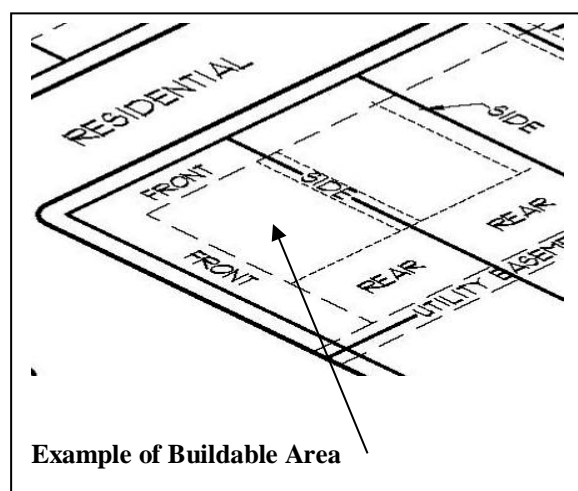 RESIDENTIAL
SIDE
FRONT
SIDE
REAR
FRONT
REAR
UTILITY EASEME
Example of Buildable Area